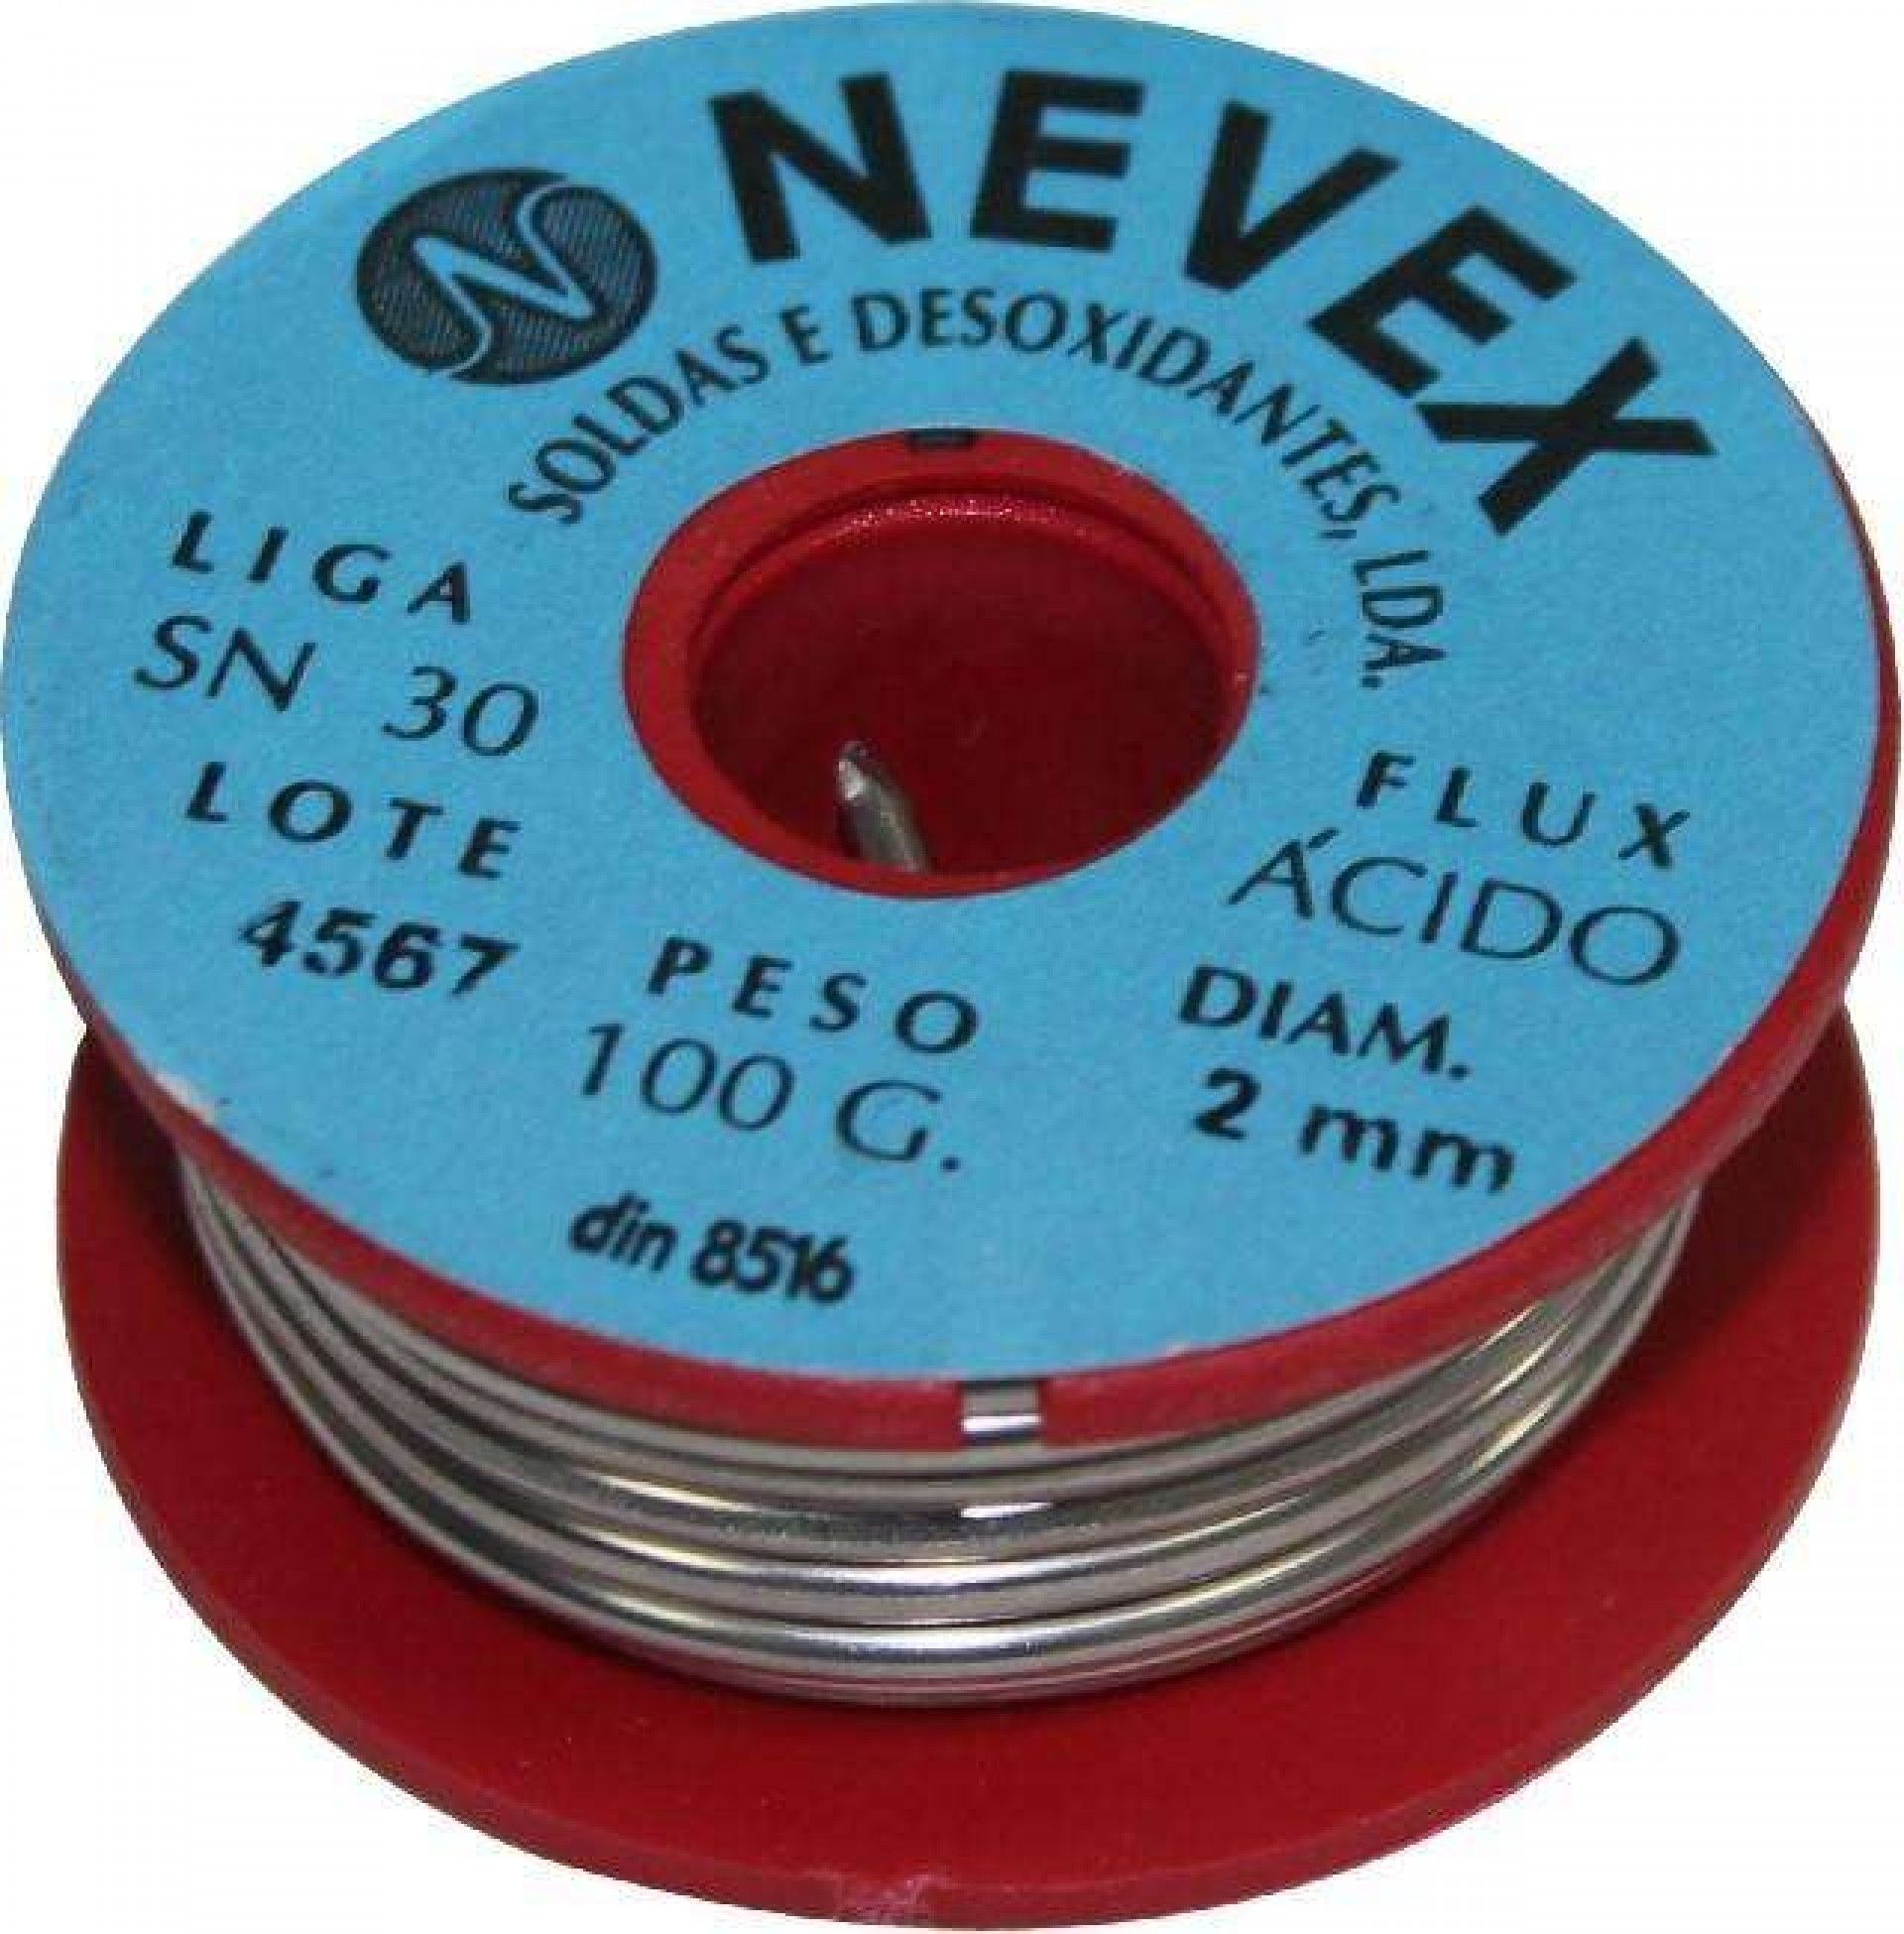 NEVEX
SOLDAS E DESOXIDANTES, LDA.
LIGA
SN 30
LOTE
4567
PESO
100 G.
FLUX
ÁCIDO
DIAM.
2 mm
din 8516